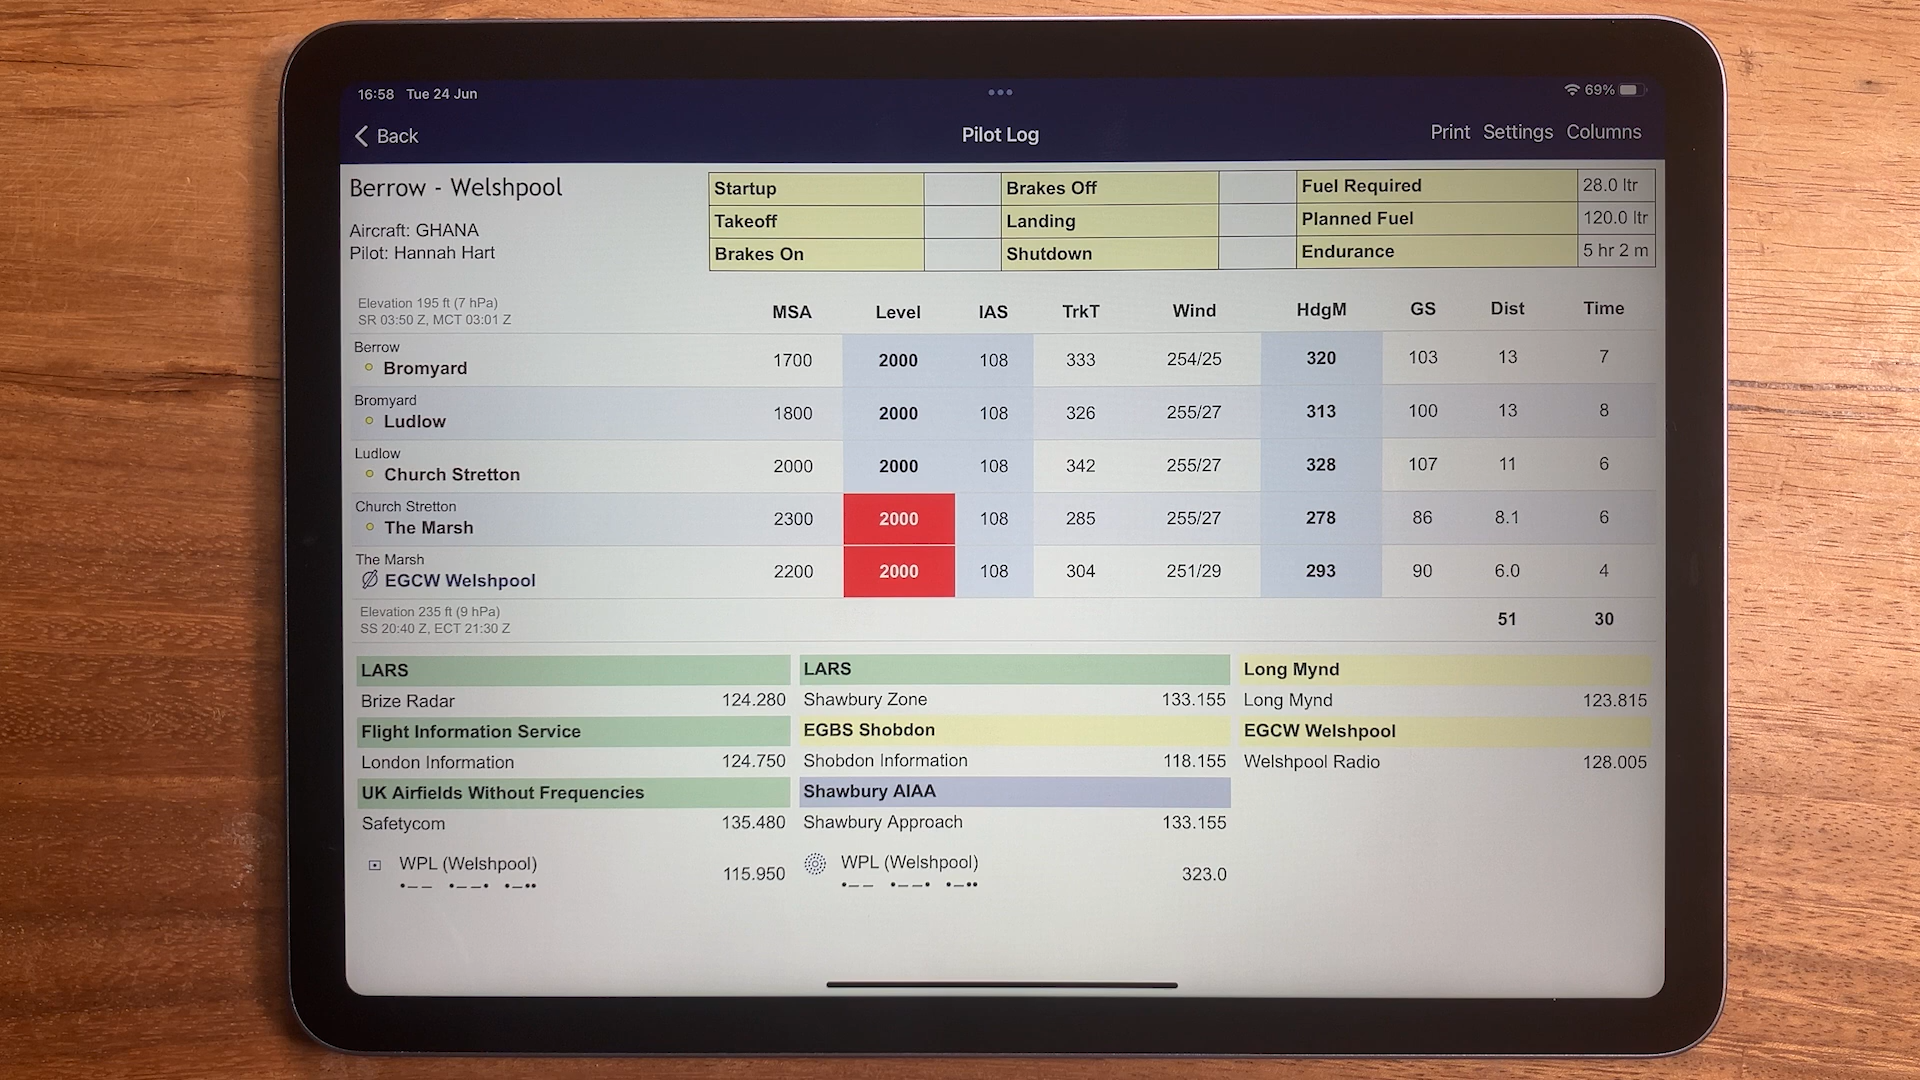 16:58 Tue 24 Jun
69%
Back
Pilot Log
Print Settings Columns
Berrow - Welshpool
Aircraft: GHANA
Pilot: Hannah Hart
Startup Brakes Off Fuel Required 28.0 ltr
Takeoff Landing Planned Fuel 120.0 ltr
Brakes On Shutdown Endurance 5 hr 2 m
Elevation 195 ft (7 hPa)
SR 03:50 Z, MCT 03:01 Z
MSA Level IAS TrkT Wind HdgM GS Dist Time
Berrow
Bromyard 1700 2000 108 333 254/25 320 103 13 7
Bromyard
Ludlow 1800 2000 108 326 255/27 313 100 13 8
Ludlow
Church Stretton 2000 2000 108 342 255/27 328 107 11 6
Church Stretton
The Marsh 2300 2000 108 285 255/27 278 86 8.1 6
The Marsh
EGCW Welshpool 2200 2000 108 304 251/29 293 90 6.0 4
Elevation 235 ft (9 hPa)
SS 20:40 Z, ECT 21:30 Z
51 30
LARS
Brize Radar 124.280
Flight Information Service
London Information 124.750
UK Airfields Without Frequencies
Safetycom 135.480
WPL (Welshpool) 115.950
•−− •−−• •−••
LARS
Shawbury Zone 133.155
EGBS Shobdon
Shobdon Information 118.155
Shawbury AIAA
Shawbury Approach 133.155
WPL (Welshpool) 323.0
•−− •−−• •−••
Long Mynd
Long Mynd 123.815
EGCW Welshpool
Welshpool Radio 128.005